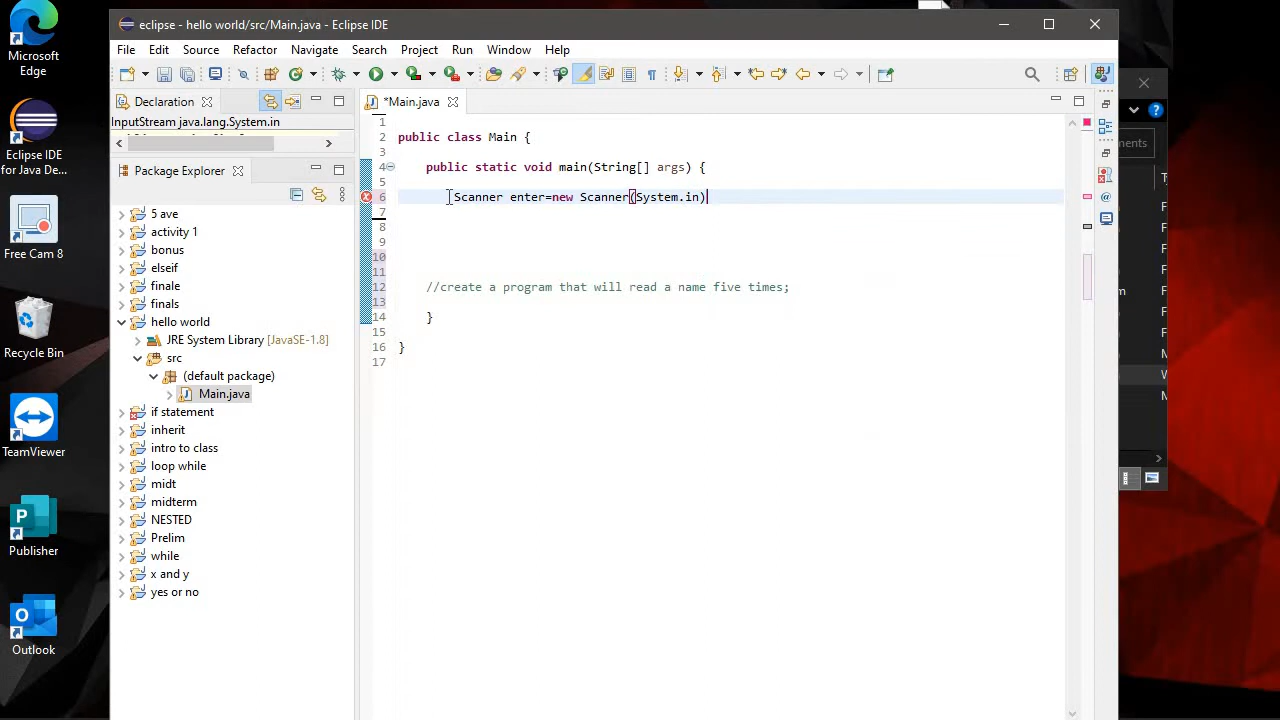 Microsoft
Edge
Eclipse IDE
for Java De...
Free Cam 8
Recycle Bin
TeamViewer
Publisher
Outlook
eclipse - hello world/src/Main.java - Eclipse IDE
File Edit Source Refactor Navigate Search Project Run Window Help
Declaration
InputStream java.lang.System.in
Package Explorer
5 ave
activity 1
bonus
elseif
finale
finals
hello world
JRE System Library [JavaSE-1.8]
src
(default package)
Main.java
if statement
inherit
intro to class
loop while
midt
midterm
NESTED
Prelim
while
x and y
yes or no
*Main.java
1
2 public class Main {
3
4 public static void main(String[] args) {
5
6 Scanner enter=new Scanner(System.in)
7
8
9
10
11
12 //create a program that will read a name five times;
13
14 }
15
16 }
17
ments